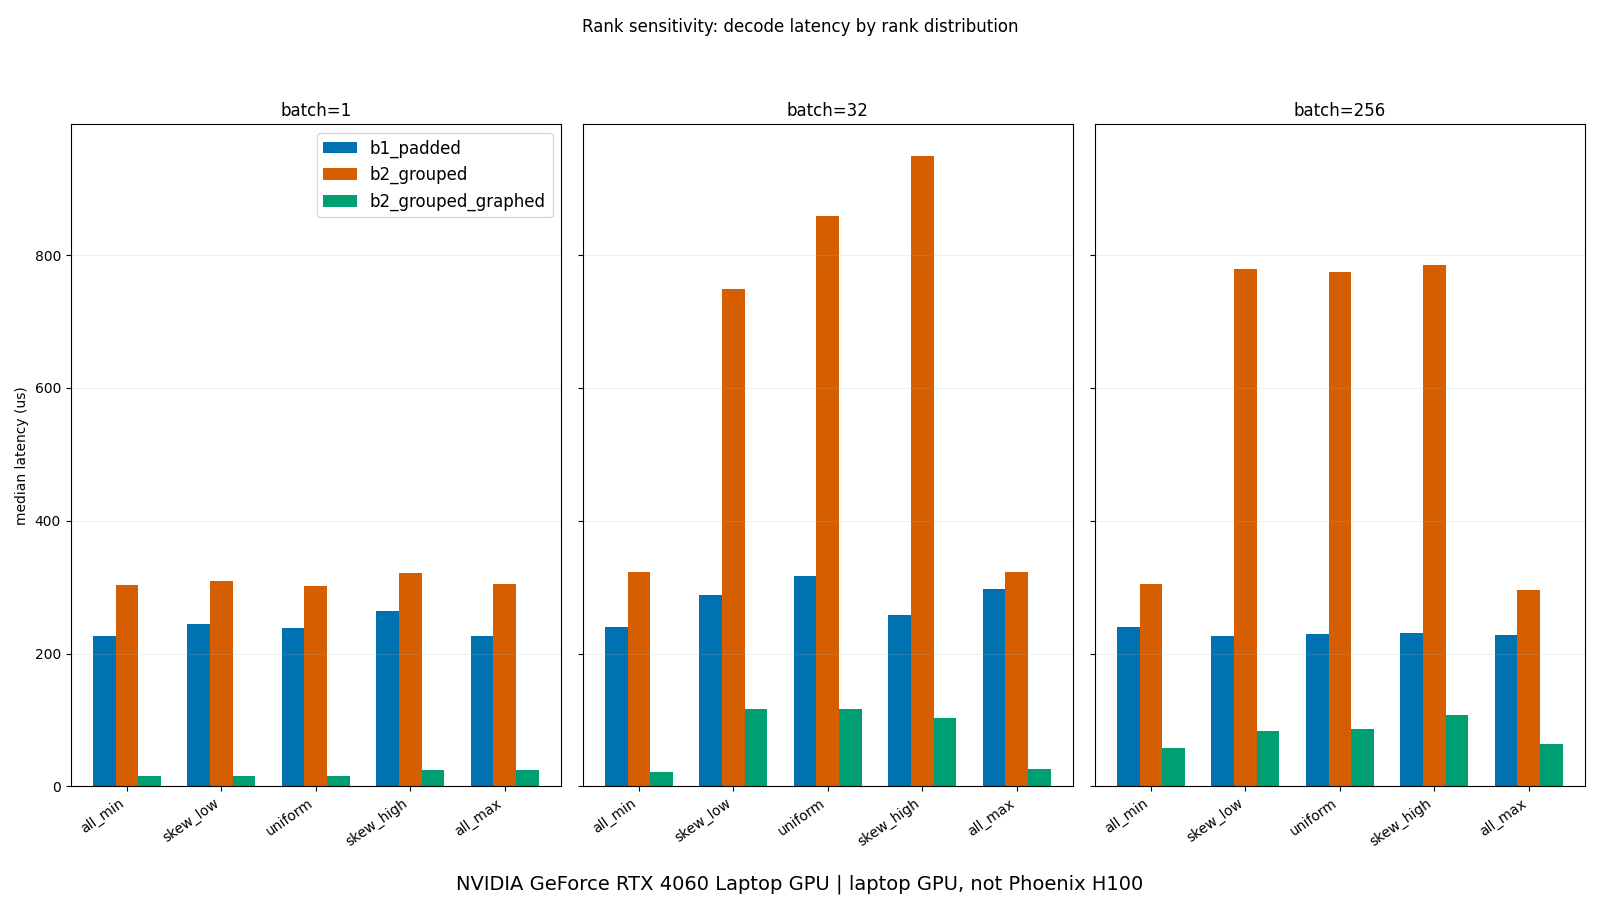 Rank sensitivity: decode latency by rank distribution
batch=1
b1_padded
b2_grouped
b2_grouped_graphed
batch=32
batch=256
median latency (us)
800
600
400
200
0
all_min
skew_low
uniform
skew_high
all_max
all_min
skew_low
uniform
skew_high
all_max
all_min
skew_low
uniform
skew_high
all_max
NVIDIA GeForce RTX 4060 Laptop GPU | laptop GPU, not Phoenix H100